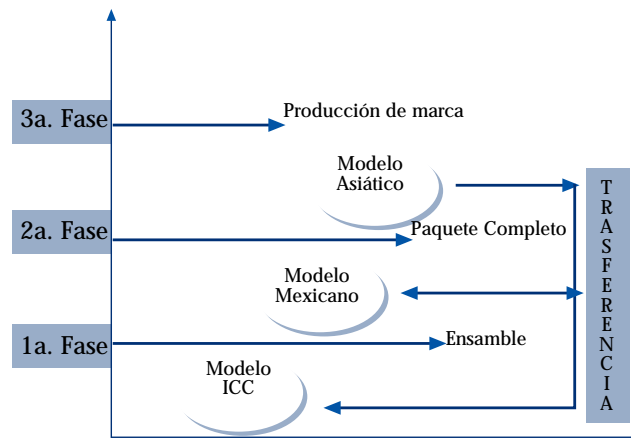 3a. Fase
Producción de marca
Modelo
Asiático
2a. Fase
Paquete Completo
Modelo
Mexicano
1a. Fase
Ensamble
Modelo
ICC
T
R
A
S
F
E
R
E
N
C
I
A